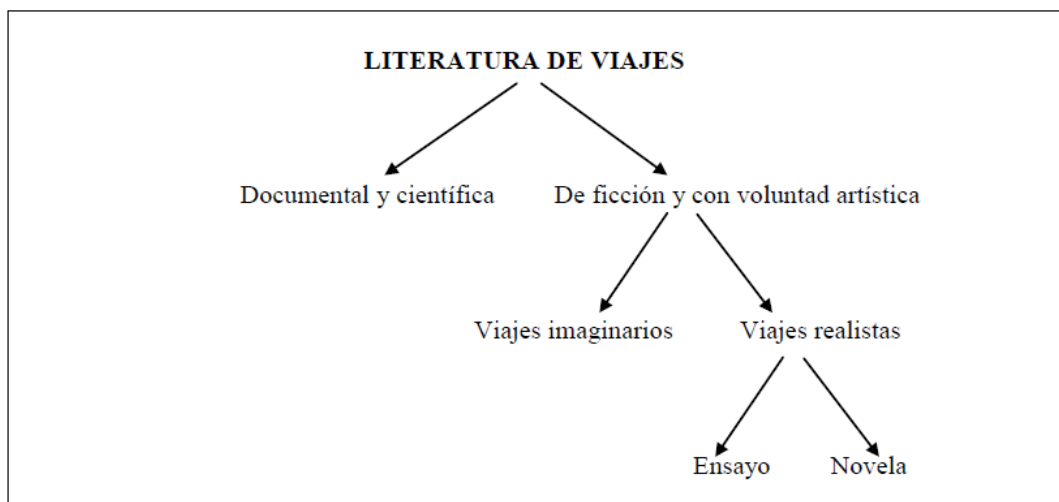 LITERATURA DE VIAJES
Documental y científica De ficción y con voluntad artística
Viajes imaginarios Viajes realistas
Ensayo Novela